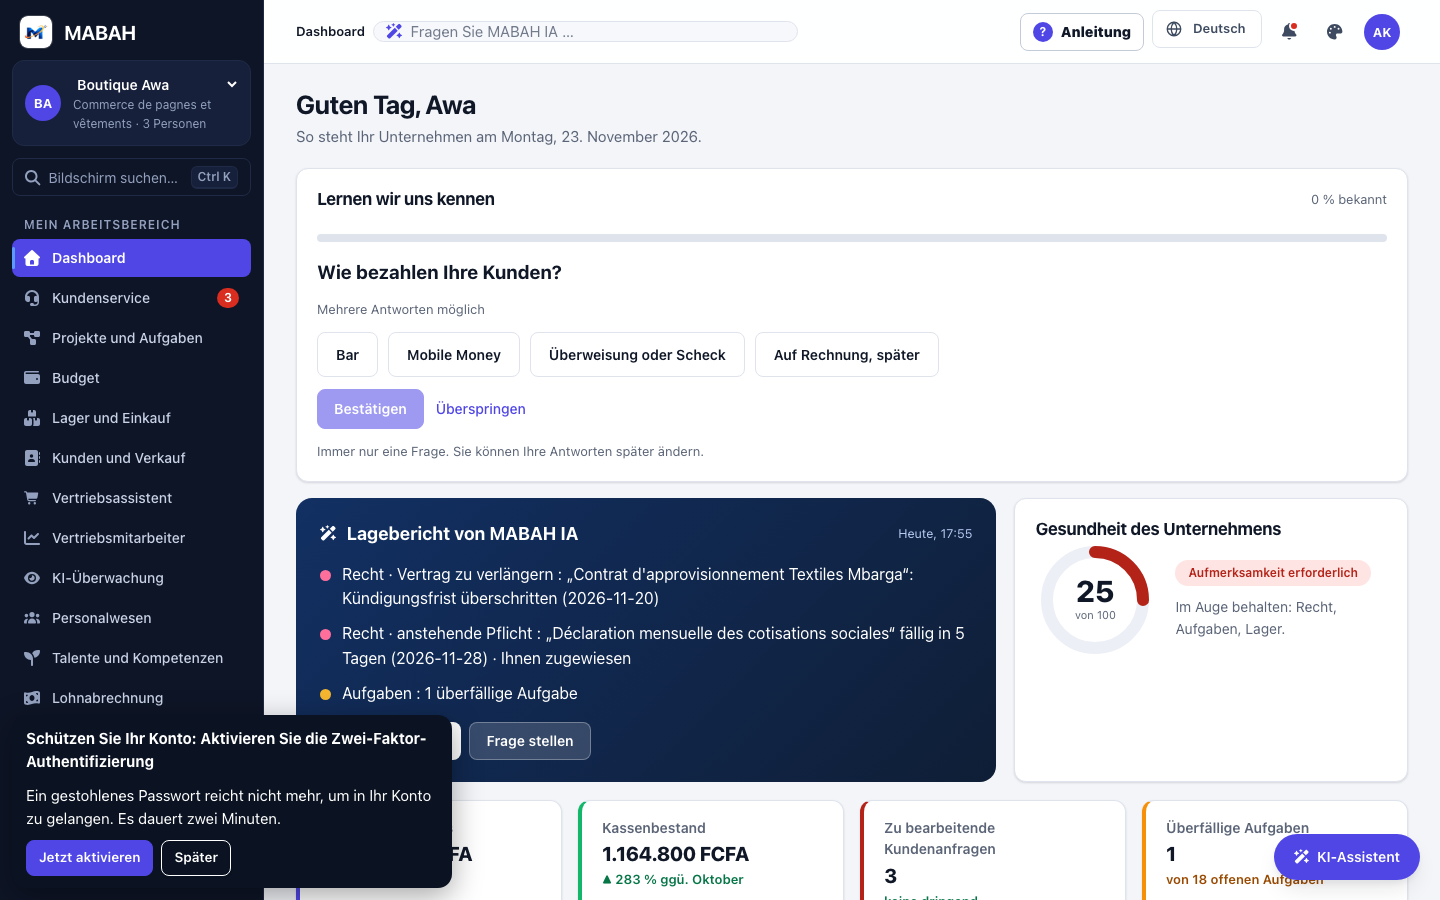 MABAH
BA
Boutique Awa
Commerce de pagnes et
vêtements · 3 Personen
Bildschirm suchen...
Ctrl K
MEIN ARBEITSBEREICH
Dashboard
Kundenservice
3
Projekte und Aufgaben
Budget
Lager und Einkauf
Kunden und Verkauf
Vertriebsassistent
Vertriebsmitarbeiter
KI-Überwachung
Personalwesen
Talente und Kompetenzen
Lohnabrechnung
Dashboard
Fragen Sie MABAH IA ...
? Anleitung
Deutsch
AK
Guten Tag, Awa
So steht Ihr Unternehmen am Montag, 23. November 2026.
Lernen wir uns kennen
0 % bekannt
Wie bezahlen Ihre Kunden?
Mehrere Antworten möglich
Bar
Mobile Money
Überweisung oder Scheck
Auf Rechnung, später
Bestätigen
Überspringen
Immer nur eine Frage. Sie können Ihre Antworten später ändern.
Lagebericht von MABAH IA
Heute, 17:55
Recht · Vertrag zu verlängern : „Contrat d'approvisionnement Textiles Mbarga“:
Kündigungsfrist überschritten (2026-11-20)
Recht · anstehende Pflicht : „Déclaration mensuelle des cotisations sociales“ fällig in 5
Tagen (2026-11-28) · Ihnen zugewiesen
Aufgaben : 1 überfällige Aufgabe
Frage stellen
Gesundheit des Unternehmens
25
von 100
Aufmerksamkeit erforderlich
Im Auge behalten: Recht,
Aufgaben, Lager.
Schützen Sie Ihr Konto: Aktivieren Sie die Zwei-Faktor-
Authentifizierung
Ein gestohlenes Passwort reicht nicht mehr, um in Ihr Konto
zu gelangen. Es dauert zwei Minuten.
Jetzt aktivieren
Später
FA
Kassenbestand
1.164.800 FCFA
▲ 283 % ggü. Oktober
Zu bearbeitende
Kundenanfragen
3
keine dringend
Überfällige Aufgaben
1
von 18 offenen Aufgaben
KI-Assistent